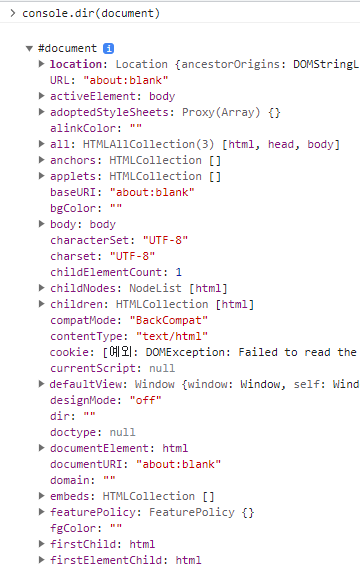 console.dir(document)
#document
location: Location {ancestorOrigins: DOMStringL
URL: "about:blank"
activeElement: body
adoptedStyleSheets: Proxy(Array) {}
alinkColor: ""
all: HTMLAllCollection(3) [html, head, body]
anchors: HTMLCollection []
applets: HTMLCollection []
baseURI: "about:blank"
bgColor: ""
body: body
characterSet: "UTF-8"
charset: "UTF-8"
childElementCount: 1
childNodes: NodeList [html]
children: HTMLCollection [html]
compatMode: "BackCompat"
contentType: "text/html"
cookie: [예외: DOMException: Failed to read the
currentScript: null
defaultView: Window {window: Window, self: Wind
designMode: "off"
dir: ""
doctype: null
documentElement: html
documentURI: "about:blank"
domain: ""
embeds: HTMLCollection []
featurePolicy: FeaturePolicy {}
fgColor: ""
firstChild: html
firstElementChild: html